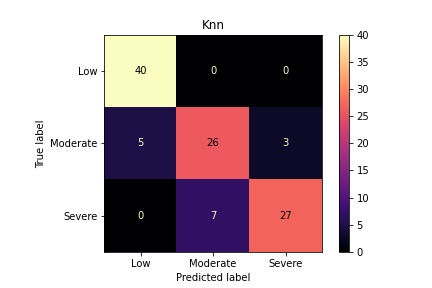 Knn
True label
Low
Moderate
Severe
40 0 0
5 26 3
0 7 27
Low Moderate Severe
Predicted label
40
35
30
25
20
15
10
5
0